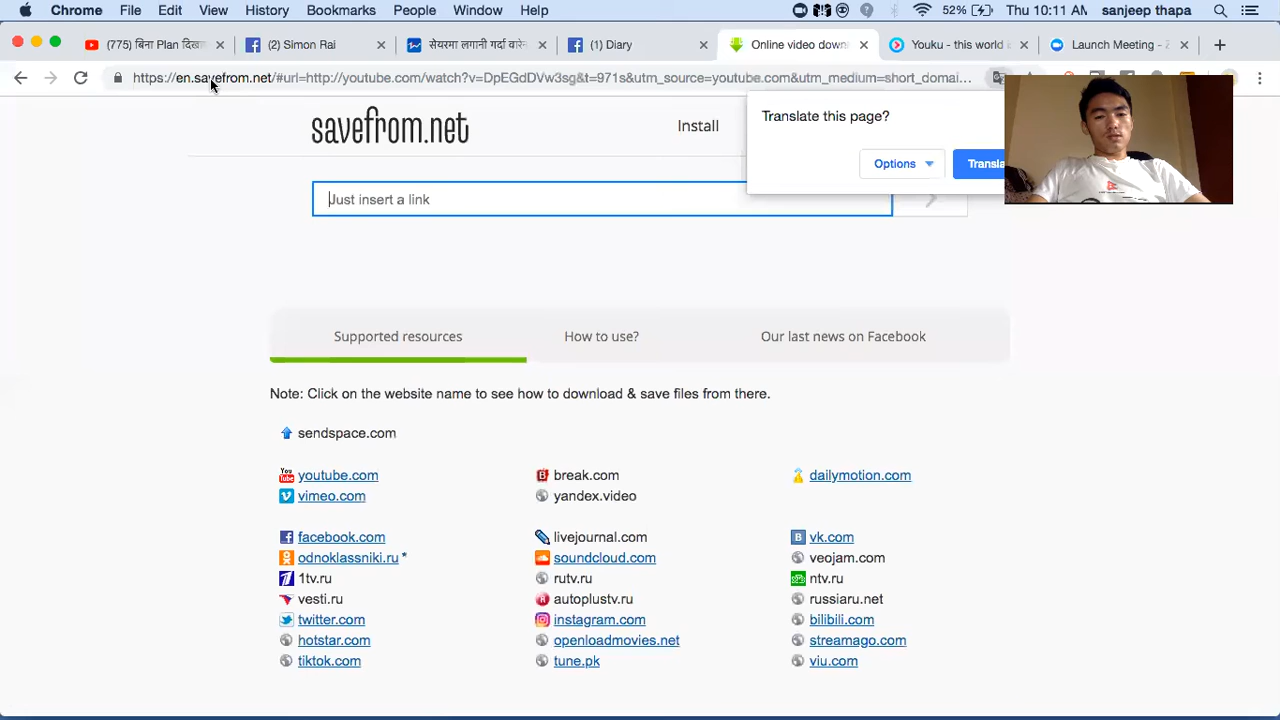 Chrome File Edit View History Bookmarks People Window Help 52% Thu 10:11 AM sanjeep thapa
(775) बिना Plan (2) Simon Rai सेयरमा लगानी गर्दा (1) Diary Online video down Youku - this world i Launch Meeting - Z
https://en.savefrom.net/#url=http://youtube.com/watch?v=DpEGdDVw3sg&t=971s&utm_source=youtube.com&utm_medium=short_domai...
savefrom.net Install
Translate this page?
Options Transla
Just insert a link
Supported resources How to use? Our last news on Facebook
Note: Click on the website name to see how to download & save files from there.
sendspace.com
youtube.com break.com dailymotion.com
vimeo.com yandex.video
facebook.com livejournal.com vk.com
odnoklassniki.ru * soundcloud.com veojam.com
1tv.ru rutv.ru ntv.ru
vesti.ru autoplustv.ru russiaru.net
twitter.com instagram.com bilibili.com
hotstar.com openloadmovies.net streamago.com
tiktok.com tune.pk viu.com